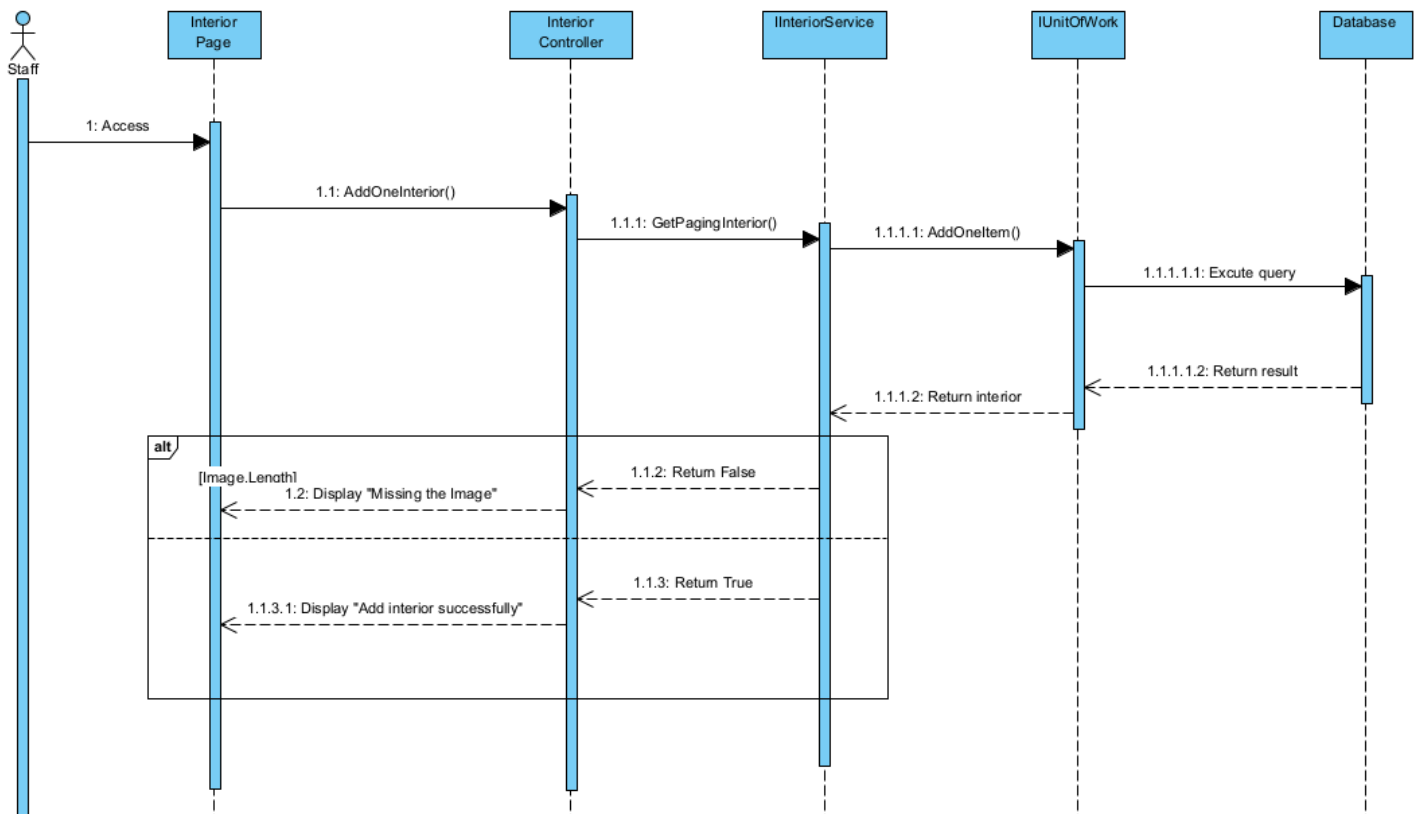 Staff
Interior
Page
Interior
Controller
IInteriorService
IUnitOfWork
Database
1: Access
1.1: AddOneInterior()
1.1.1: GetPagingInterior()
1.1.1.1: AddOneItem()
1.1.1.1.1: Excute query
1.1.1.1.2: Return result
1.1.1.2: Return interior
alt
[Image.Length]
1.1.2: Return False
1.2: Display "Missing the Image"
1.1.3: Return True
1.1.3.1: Display "Add interior successfully"